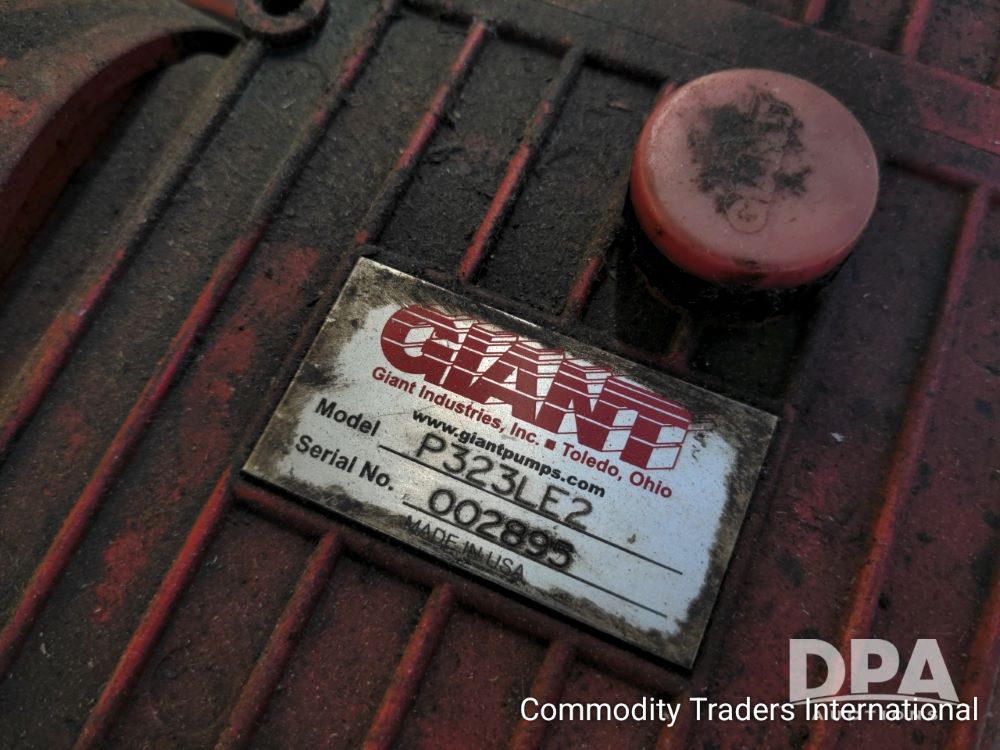 GIANT
Giant Industries, Inc. ■ Toledo, Ohio
www.giantpumps.com
Model P323LE2
Serial No. 002895
MADE IN USA
DPA
AUCTIONS
Commodity Traders International